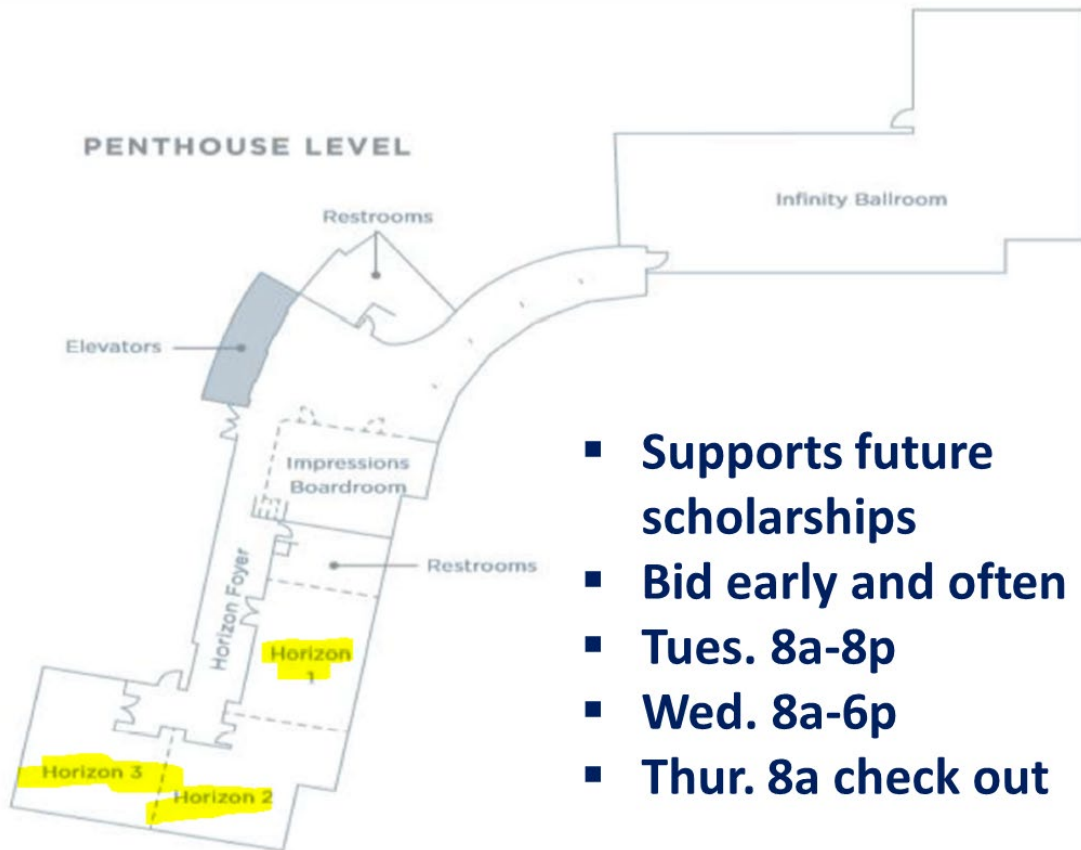 PENTHOUSE LEVEL
Restrooms
Infinity Ballroom
Elevators
Impressions
Boardroom
Restrooms
Horizon Foyer
Horizon
1
Horizon 3
Horizon 2
▪ Supports future
scholarships
▪ Bid early and often
▪ Tues. 8a-8p
▪ Wed. 8a-6p
▪ Thur. 8a check out